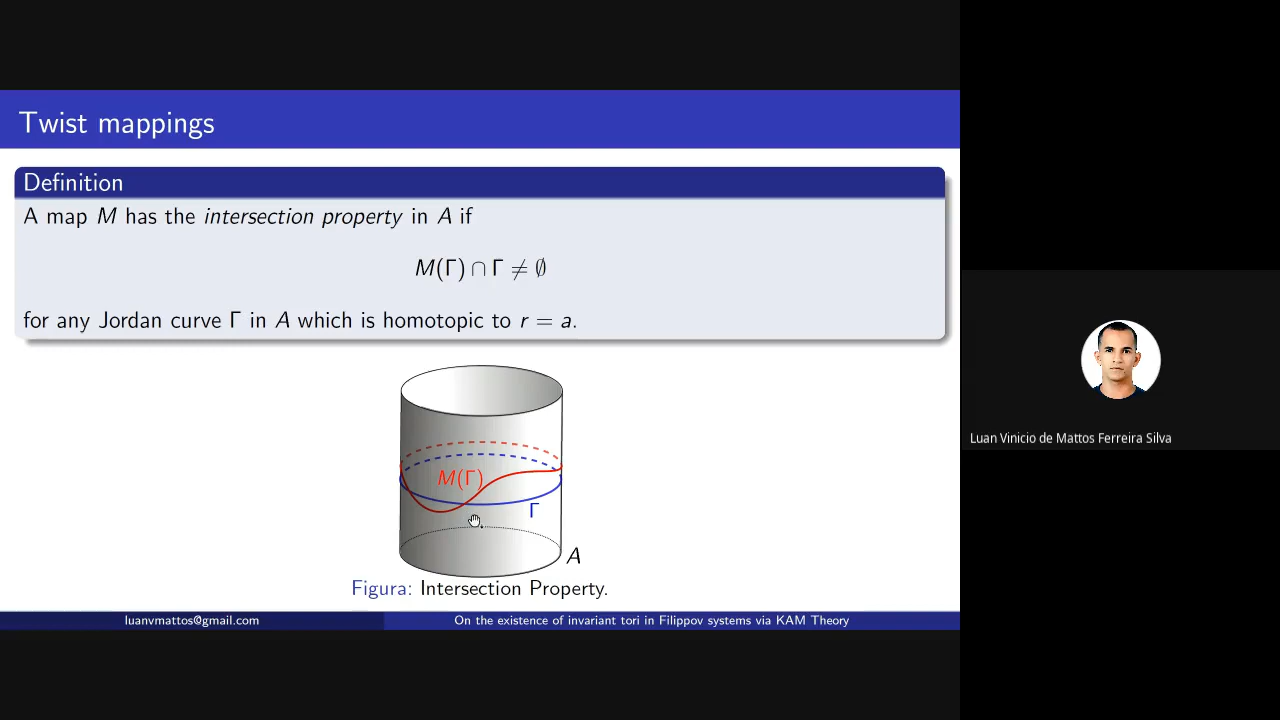 Twist mappings
Definition
A map M has the intersection property in A if
M(Γ) ∩ Γ ≠ ∅
for any Jordan curve Γ in A which is homotopic to r = a.
M(Γ)
Γ
A
Figura: Intersection Property.
luanvmattos@gmail.com
On the existence of invariant tori in Filippov systems via KAM Theory
Luan Vinicio de Mattos Ferreira Silva